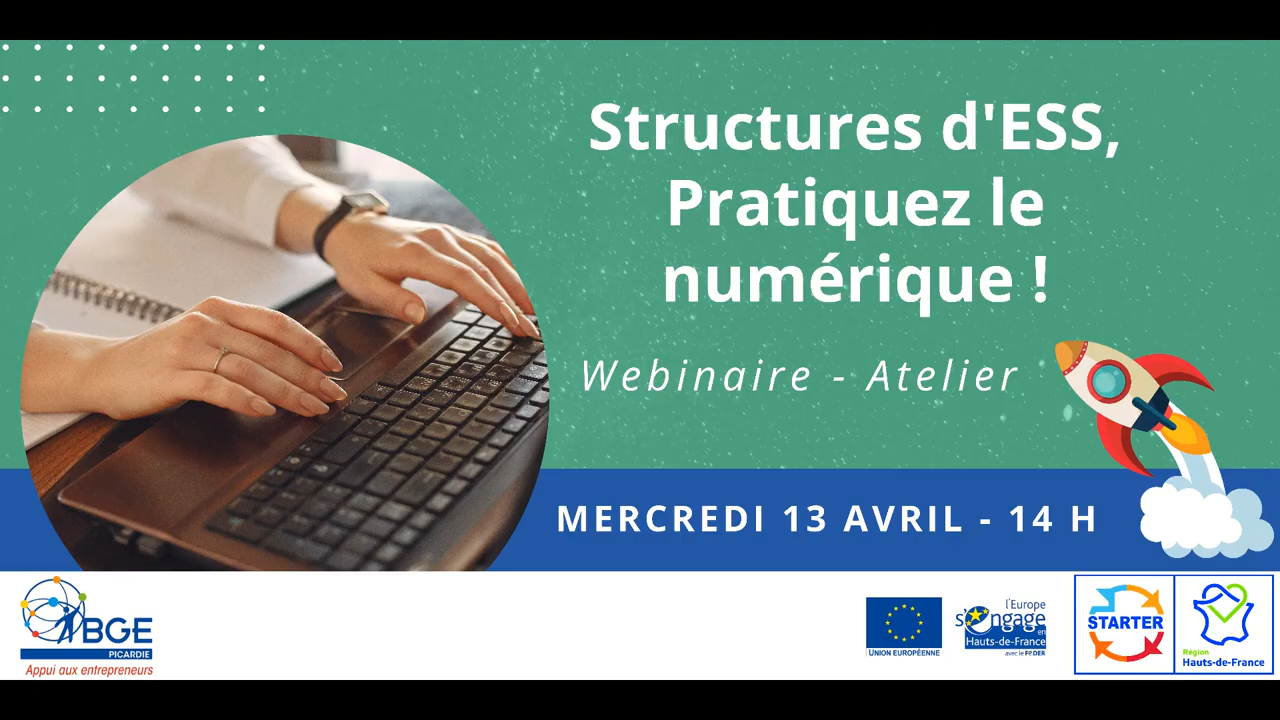 Structures d'ESS,
Pratiquez le
numérique !
Webinaire - Atelier
MERCREDI 13 AVRIL - 14 H
BGE
PICARDIE
Appui aux entrepreneurs
UNION EUROPÉENNE
l'Europe
s'Engage
en
Hauts-de-France
avec le FEDER
STARTER
Région
Hauts-de-France